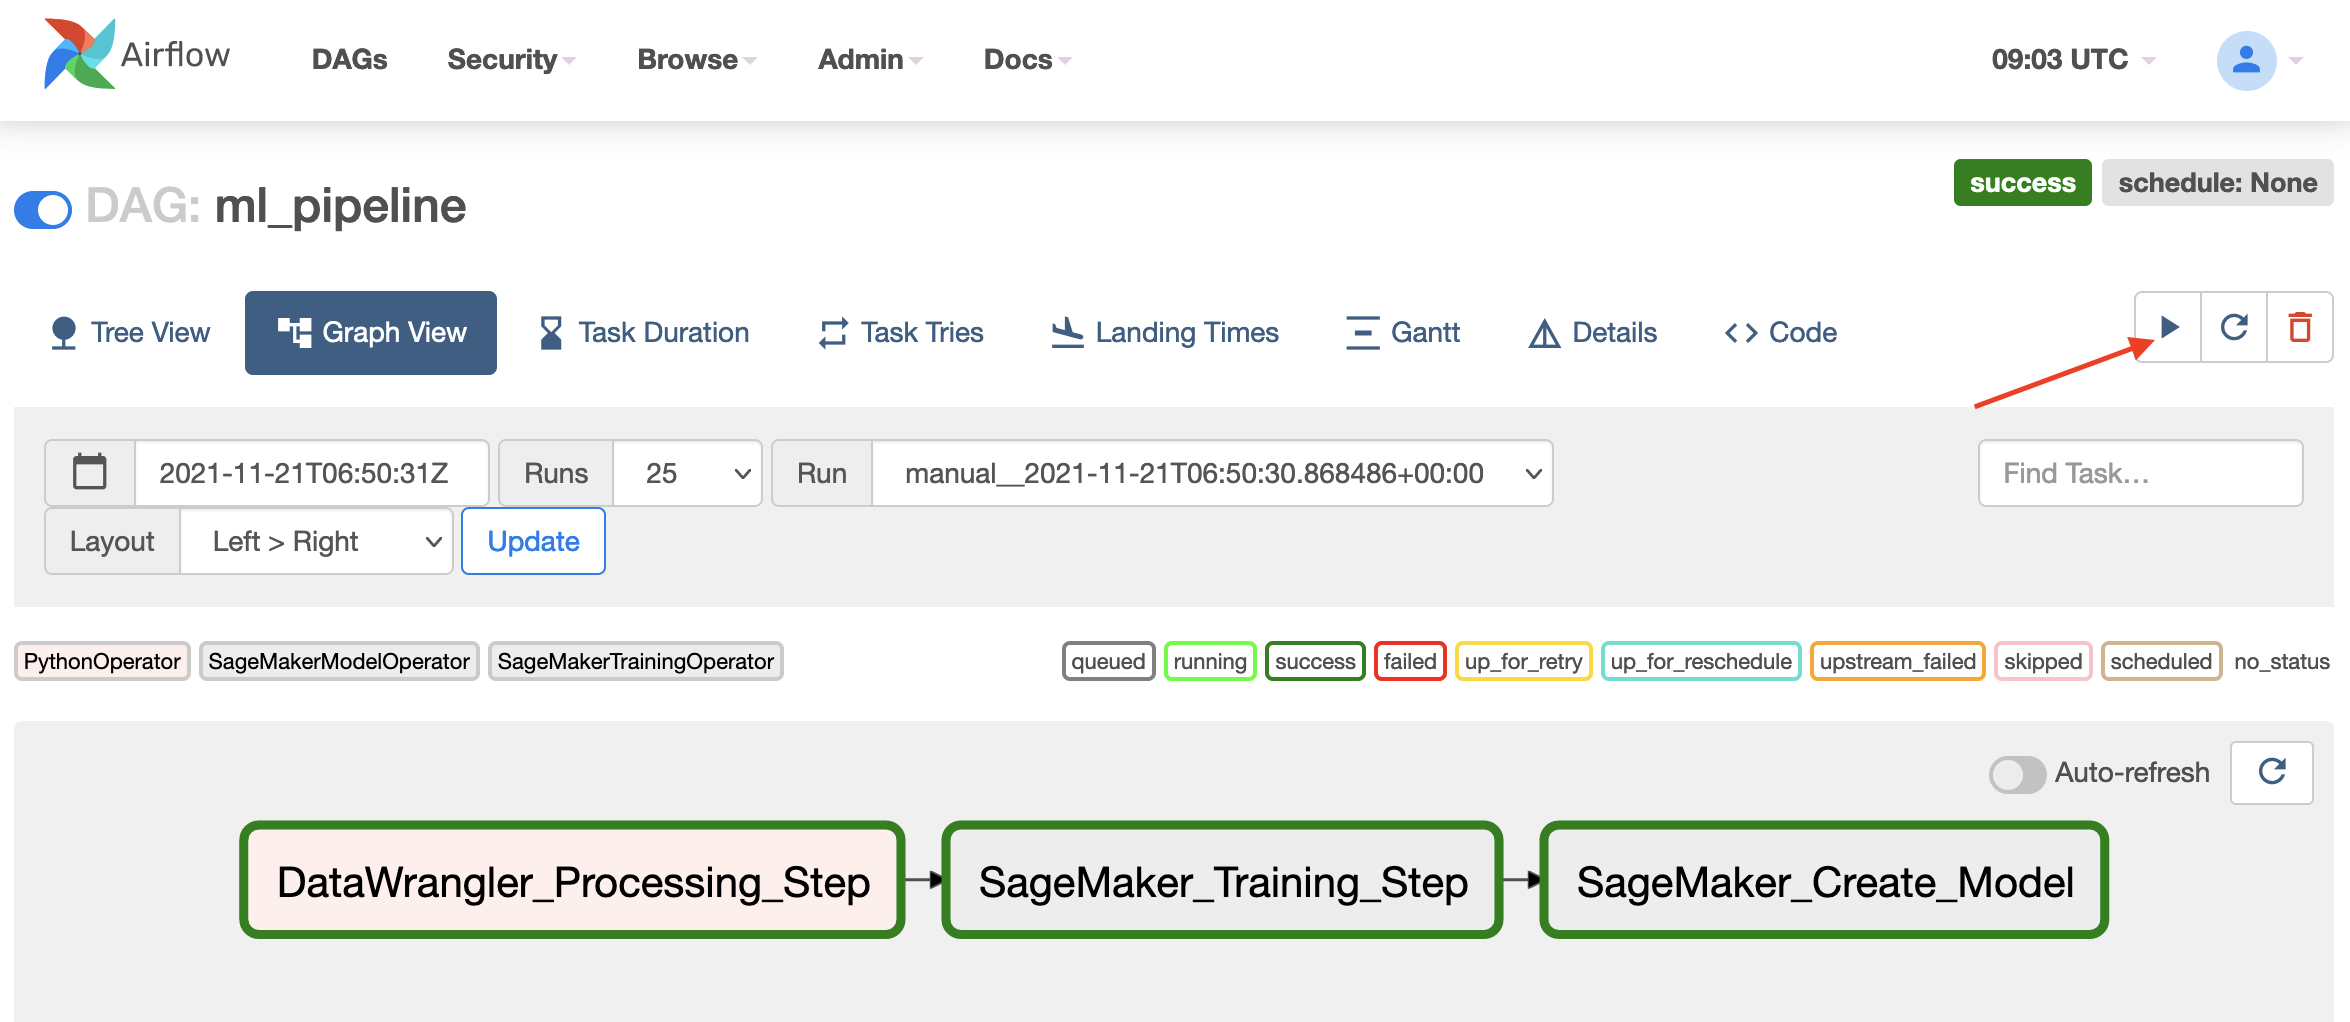 Airflow DAGs Security Browse Admin Docs 09:03 UTC
success schedule: None
DAG: ml_pipeline
Tree View Graph View Task Duration Task Tries Landing Times Gantt Details Code
2021-11-21T06:50:31Z Runs 25 Run manual__2021-11-21T06:50:30.868486+00:00 Find Task...
Layout Left > Right Update
PythonOperator SageMakerModelOperator SageMakerTrainingOperator queued running success failed up_for_retry up_for_reschedule upstream_failed skipped scheduled no_status
Auto-refresh
DataWrangler_Processing_Step SageMaker_Training_Step SageMaker_Create_Model